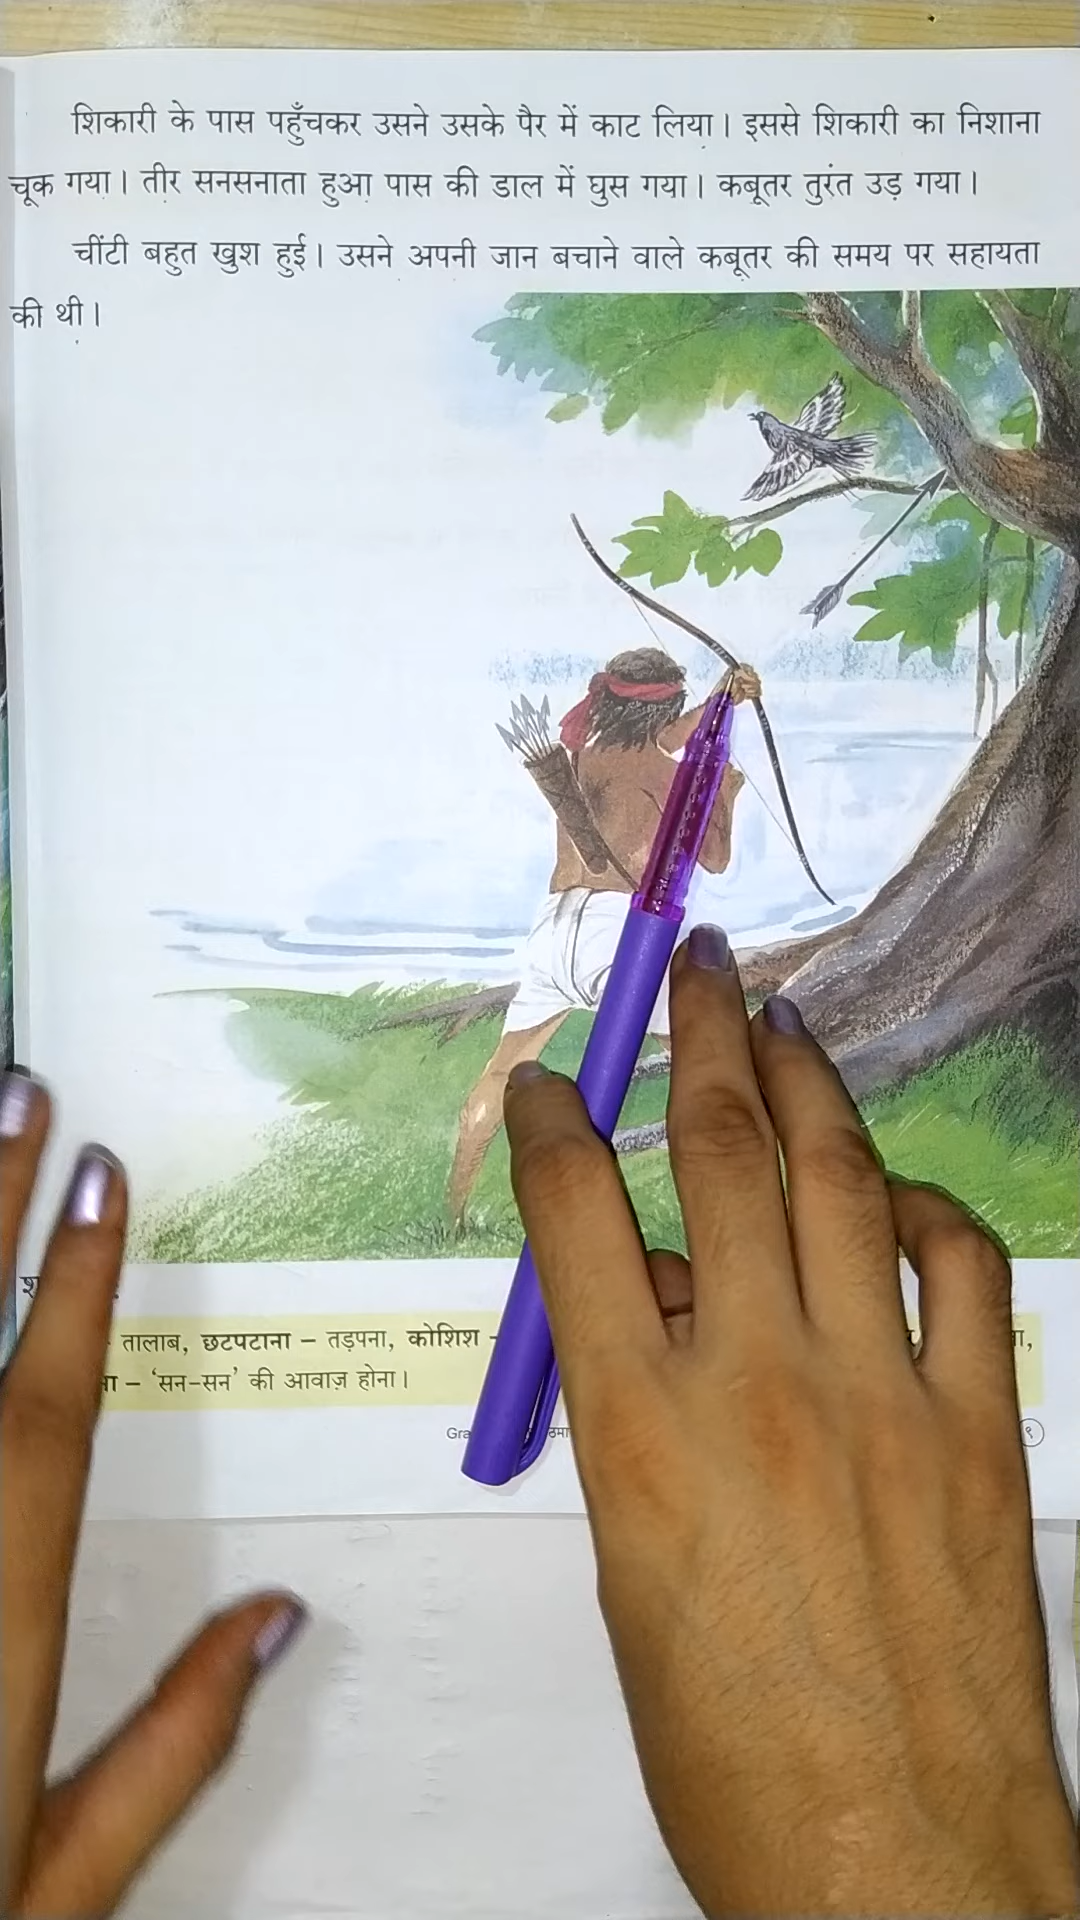 शिकारी के पास पहुँचकर उसने उसके पैर में काट लिया। इससे शिकारी का निशाना
चूक गया। तीर सनसनाता हुआ पास की डाल में घुस गया। कबूतर तुरंत उड़ गया।
चींटी बहुत खुश हुई। उसने अपनी जान बचाने वाले कबूतर की समय पर सहायता
की थी।
– तालाब, छटपटाना – तड़पना, कोशिश –
– ‘सन-सन’ की आवाज़ होना।
९